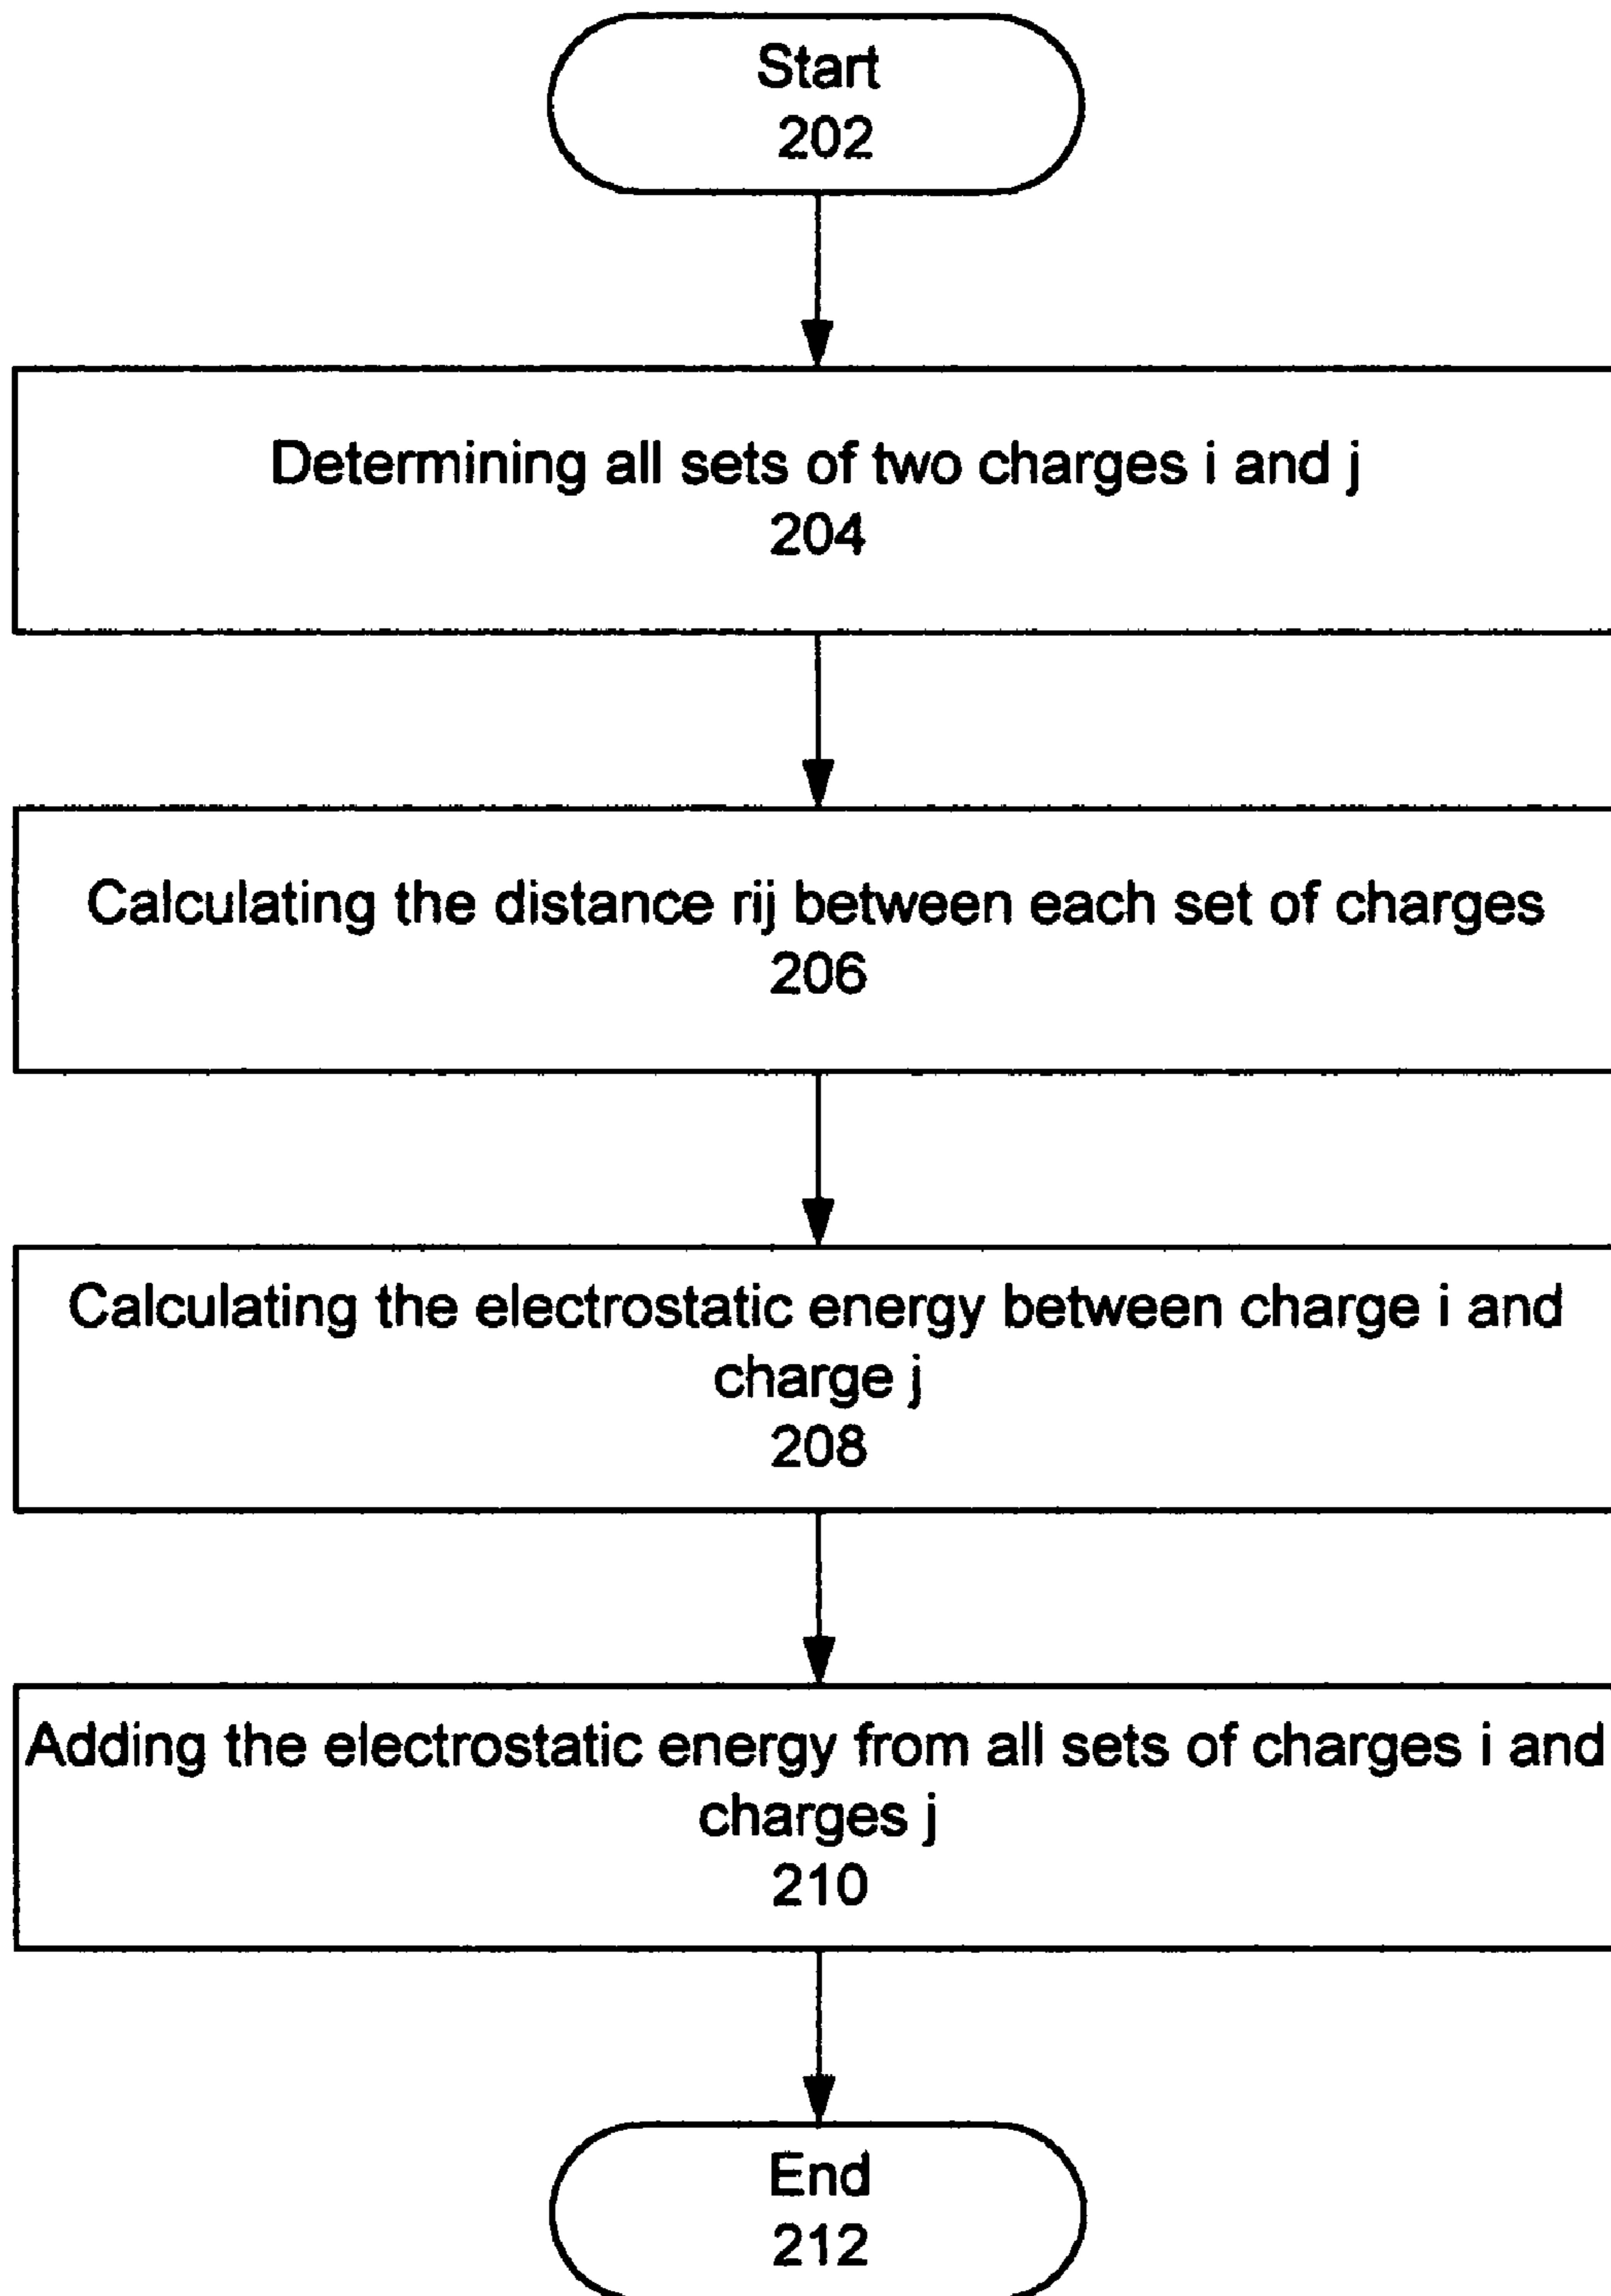 Start
202
Determining all sets of two charges i and j
204
Calculating the distance rij between each set of charges
206
Calculating the electrostatic energy between charge i and
charge j
208
Adding the electrostatic energy from all sets of charges i and
charges j
210
End
212